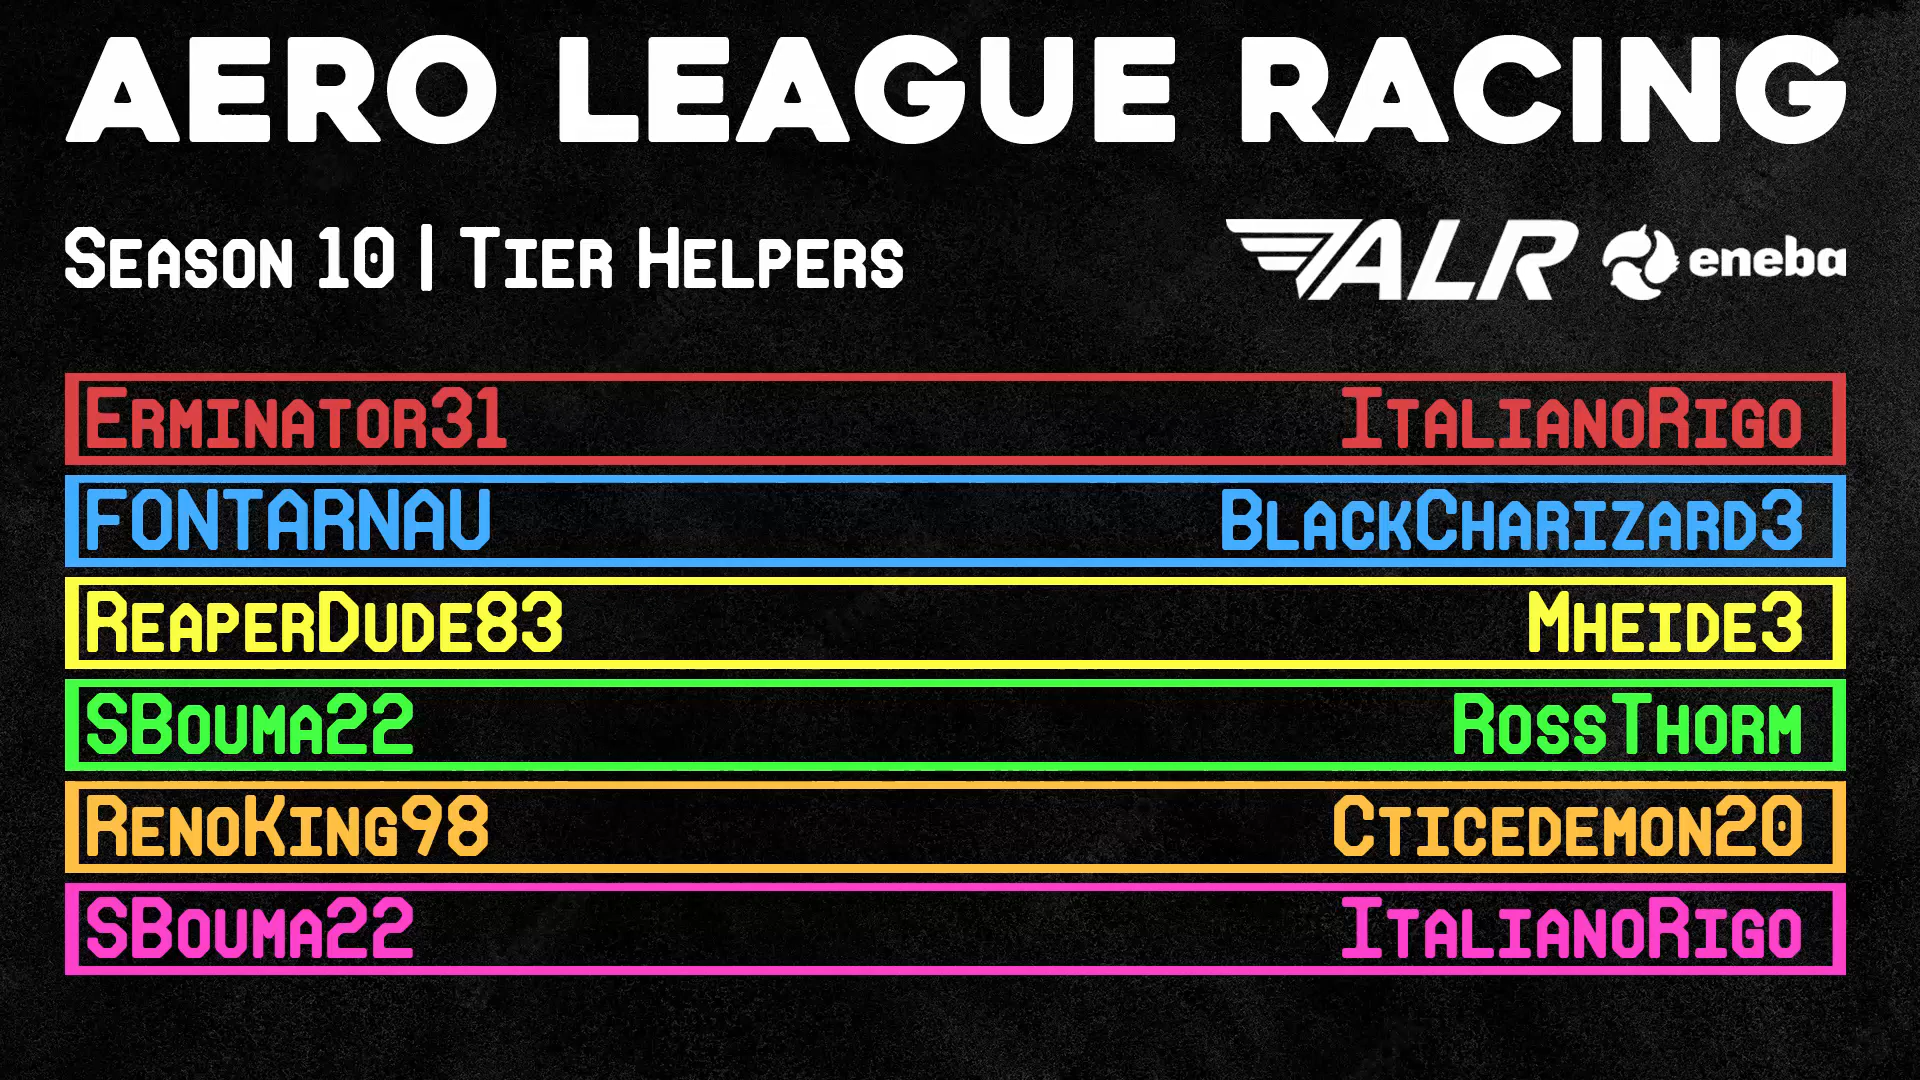 AERO LEAGUE RACING
Season 10 | Tier Helpers
ALR eneba
Erminator31 ItalianoRigo
FONTARNAU BlackCharizard3
ReaperDude83 Mheide3
SBouma22 RossThorm
RenoKing98 Cticedemon20
SBouma22 ItalianoRigo